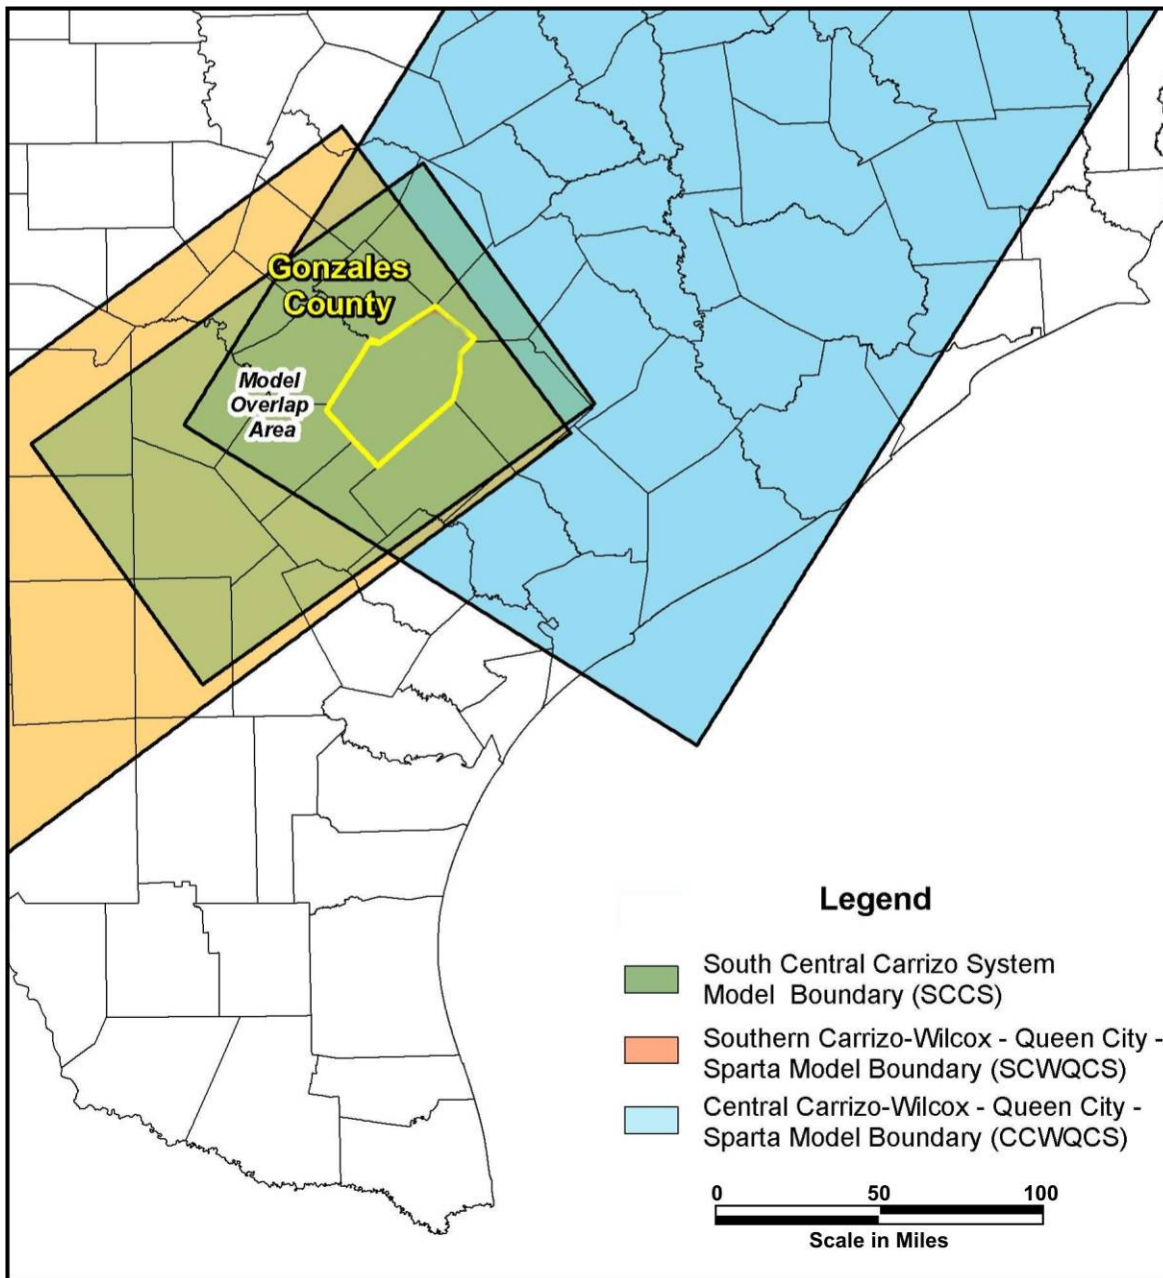 Gonzales
County
Model
Overlap
Area
Legend
South Central Carrizo System
Model Boundary (SCCS)
Southern Carrizo-Wilcox - Queen City -
Sparta Model Boundary (SCWQCS)
Central Carrizo-Wilcox - Queen City -
Sparta Model Boundary (CCWQCS)
0 50 100
Scale in Miles